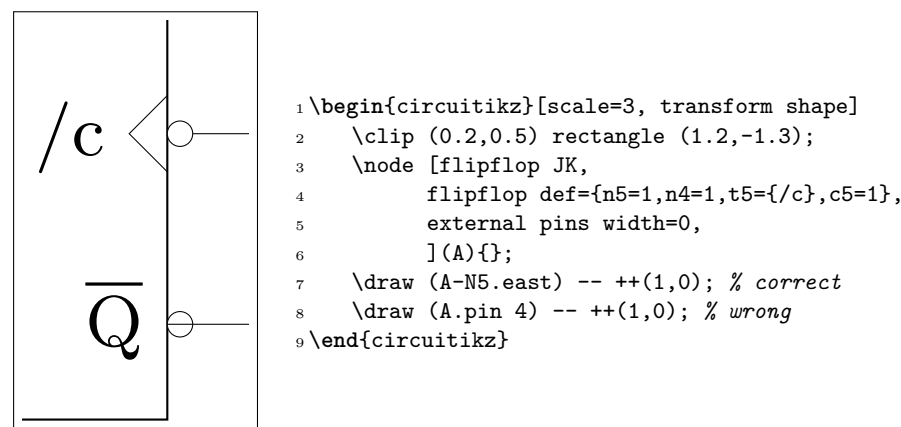 /c
Q
1 \begin{circuitikz}[scale=3, transform shape]
2 \clip (0.2,0.5) rectangle (1.2,-1.3);
3 \node [flipflop JK,
4 flipflop def={n5=1,n4=1,t5={/c},c5=1},
5 external pins width=0,
6 ](A){};
7 \draw (A-N5.east) -- ++(1,0); % correct
8 \draw (A.pin 4) -- ++(1,0); % wrong
9 \end{circuitikz}